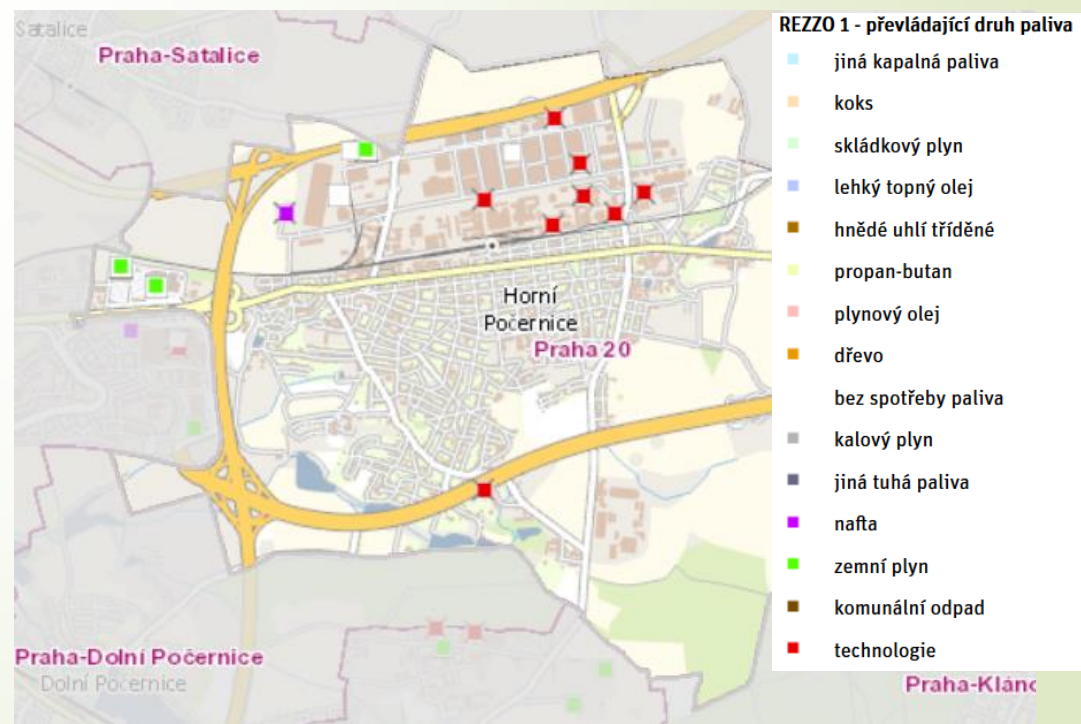 Satalice
Praha-Satalice
Horní
Počernice
Praha 20
Praha-Dolní Počernice
Dolní Počernice
Praha-Kláno
REZZO 1 - převládající druh paliva
jiná kapalná paliva
koks
skládkový plyn
lehký topný olej
hnědé uhlí tříděné
propan-butan
plynový olej
dřevo
bez spotřeby paliva
kalový plyn
jiná tuhá paliva
nafta
zemní plyn
komunální odpad
technologie